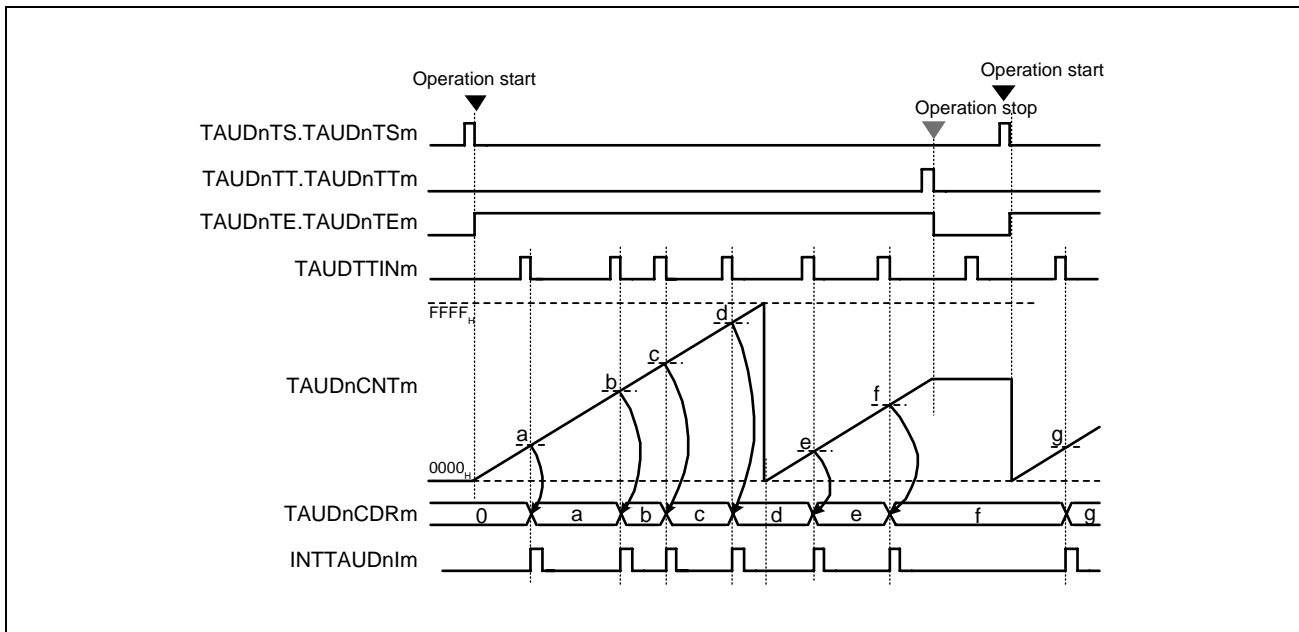 Operation start
Operation start
Operation stop
TAUDnTS.TAUDnTSm
TAUDnTT.TAUDnTTm
TAUDnTE.TAUDnTEm
TAUDTTINm
FFFFH
d
c
TAUDnCNTm
b
f
a
e
g
0000H
TAUDnCDRm
0 a b c d e f g
INTTAUDnIm